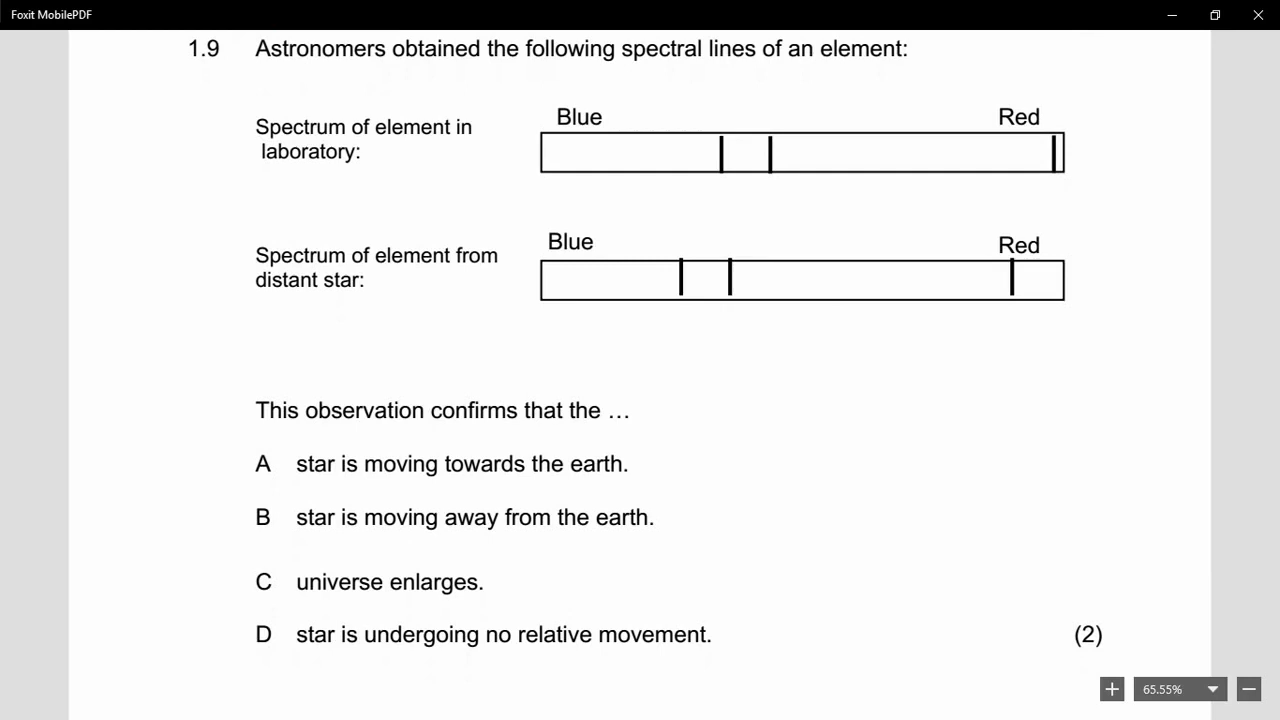 Foxit MobilePDF
1.9 Astronomers obtained the following spectral lines of an element:
Blue Red
Spectrum of element in
laboratory:
Blue Red
Spectrum of element from
distant star:
This observation confirms that the …
A star is moving towards the earth.
B star is moving away from the earth.
C universe enlarges.
D star is undergoing no relative movement. (2)
65.55%